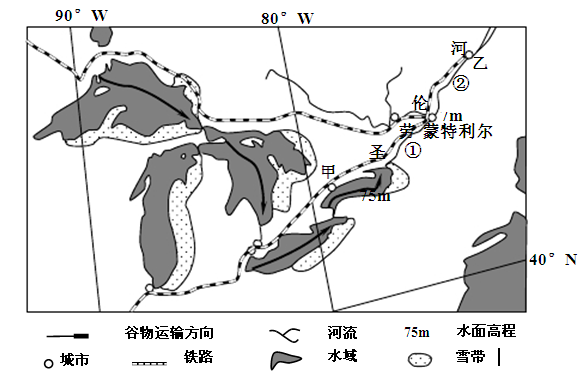 90° W
80° W
河
乙
②
伦
/m
劳
蒙特利尔
①
圣
甲
75m
40° N
谷物运输方向
河流
75m 水面高程
城市
铁路
水域
雪带